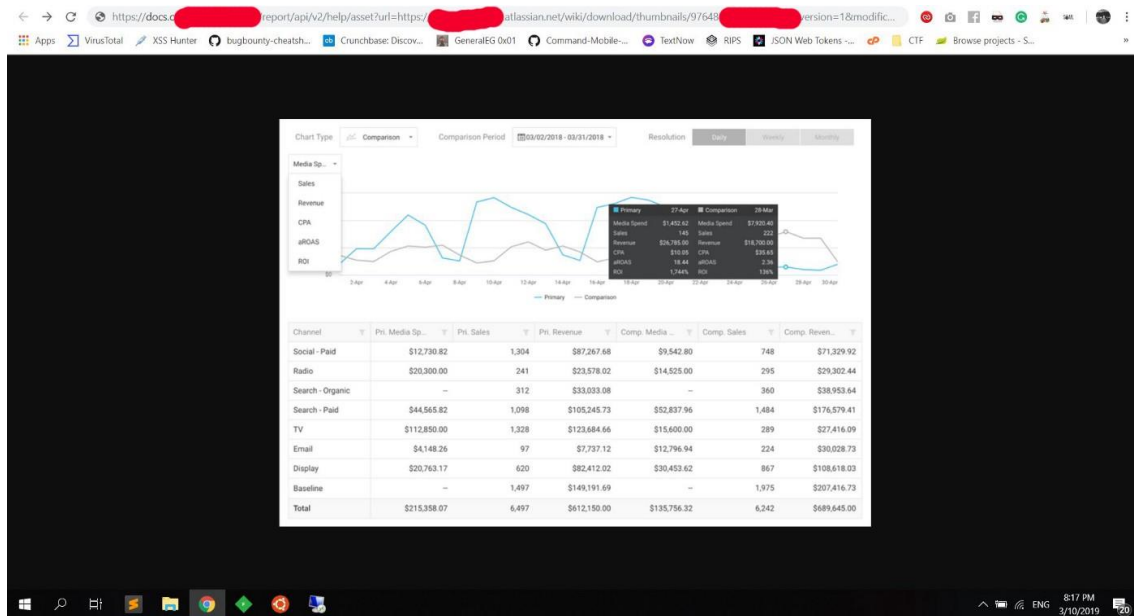 https://docs.c report/api/v2/help/asset?url=https:/ atlassian.net/wiki/download/thumbnails/97648 version=1&modific...
Apps VirusTotal XSS Hunter bugbounty-cheatsh... Crunchbase: Discov... GeneralEG 0x01 Command-Mobile-... TextNow RIPS JSON Web Tokens -... CTF Browse projects - S... »
Chart Type Comparison Comparison Period 03/02/2018 - 03/31/2018 Resolution Daily Weekly Monthly
Media Sp...
Sales
Revenue
CPA
aROAS
ROI
Primary 27-Apr Comparison 28-Mar
Media Spend $1,452.62 Media Spend $7,920.40
Sales 145 Sales 222
Revenue $26,785.00 Revenue $18,700.00
CPA $10.05 CPA $35.65
aROAS 18.44 aROAS 2.36
ROI 1,744% ROI 136%
$0
2-Apr 4-Apr 6-Apr 8-Apr 10-Apr 12-Apr 14-Apr 16-Apr 18-Apr 20-Apr 22-Apr 24-Apr 26-Apr 28-Apr 30-Apr
Primary Comparison
Channel Pri. Media Sp... Pri. Sales Pri. Revenue Comp. Media ... Comp. Sales Comp. Reven...
Social - Paid $12,730.82 1,304 $87,267.68 $9,542.80 748 $71,329.92
Radio $20,300.00 241 $23,578.02 $14,525.00 295 $29,302.44
Search - Organic – 312 $33,033.08 – 360 $38,953.64
Search - Paid $44,565.82 1,098 $105,245.73 $52,837.96 1,484 $176,579.41
TV $112,850.00 1,328 $123,684.66 $15,600.00 289 $27,416.09
Email $4,148.26 97 $7,737.12 $12,796.94 224 $30,028.73
Display $20,763.17 620 $82,412.02 $30,453.62 867 $108,618.03
Baseline – 1,497 $149,191.69 – 1,975 $207,416.73
Total $215,358.07 6,497 $612,150.00 $135,756.32 6,242 $689,645.00
ENG
8:17 PM
3/10/2019
20